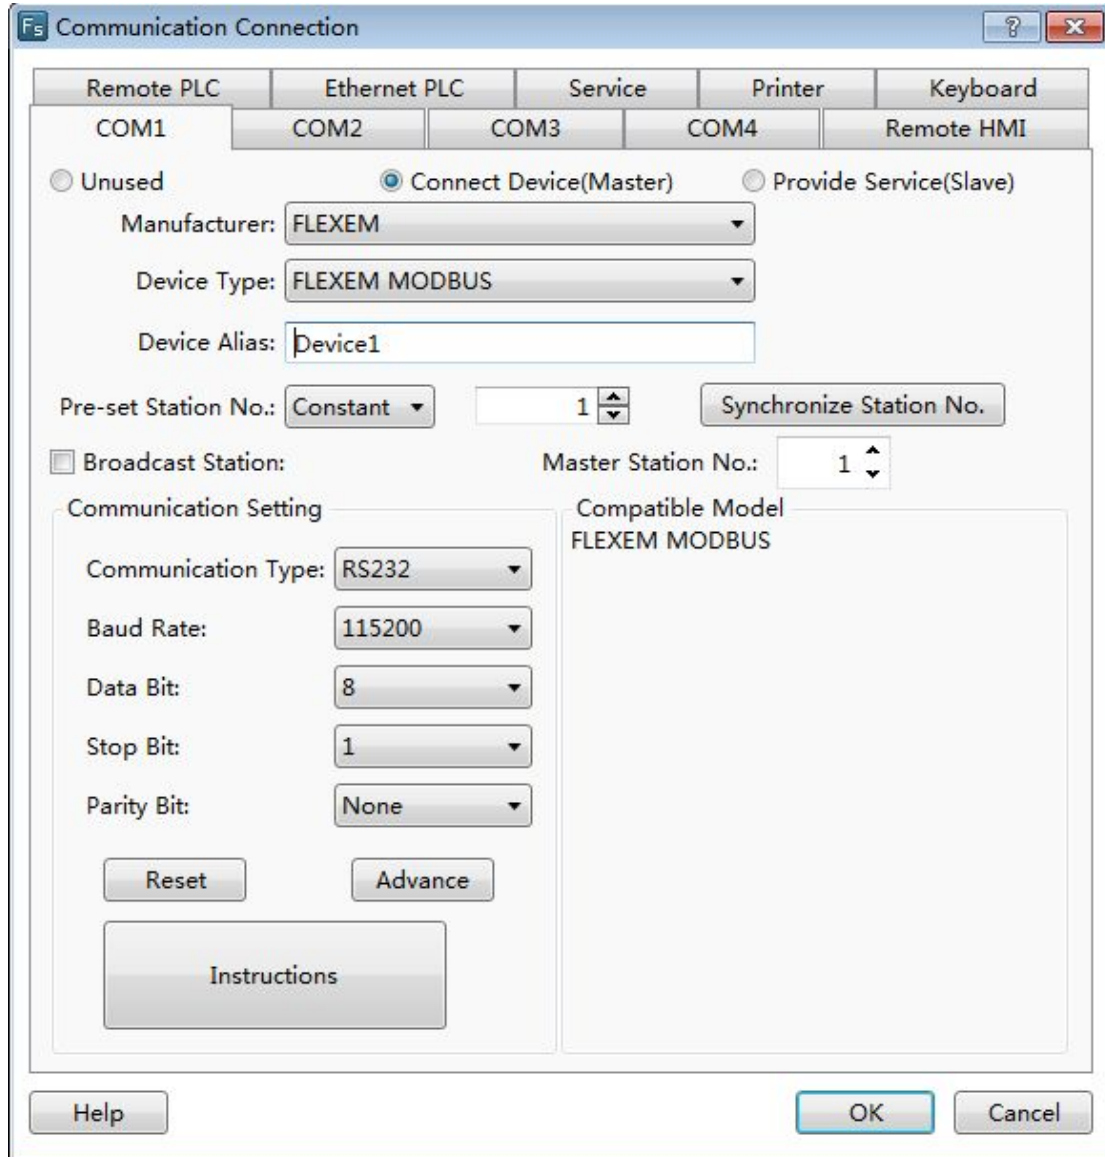 Fs Communication Connection
Remote PLC Ethernet PLC Service Printer Keyboard
COM1 COM2 COM3 COM4 Remote HMI
Unused Connect Device(Master) Provide Service(Slave)
Manufacturer: FLEXEM
Device Type: FLEXEM MODBUS
Device Alias: Device1
Pre-set Station No.: Constant 1 Synchronize Station No.
Broadcast Station: Master Station No.: 1
Communication Setting Compatible Model
FLEXEM MODBUS
Communication Type: RS232
Baud Rate: 115200
Data Bit: 8
Stop Bit: 1
Parity Bit: None
Reset Advance
Instructions
Help OK Cancel